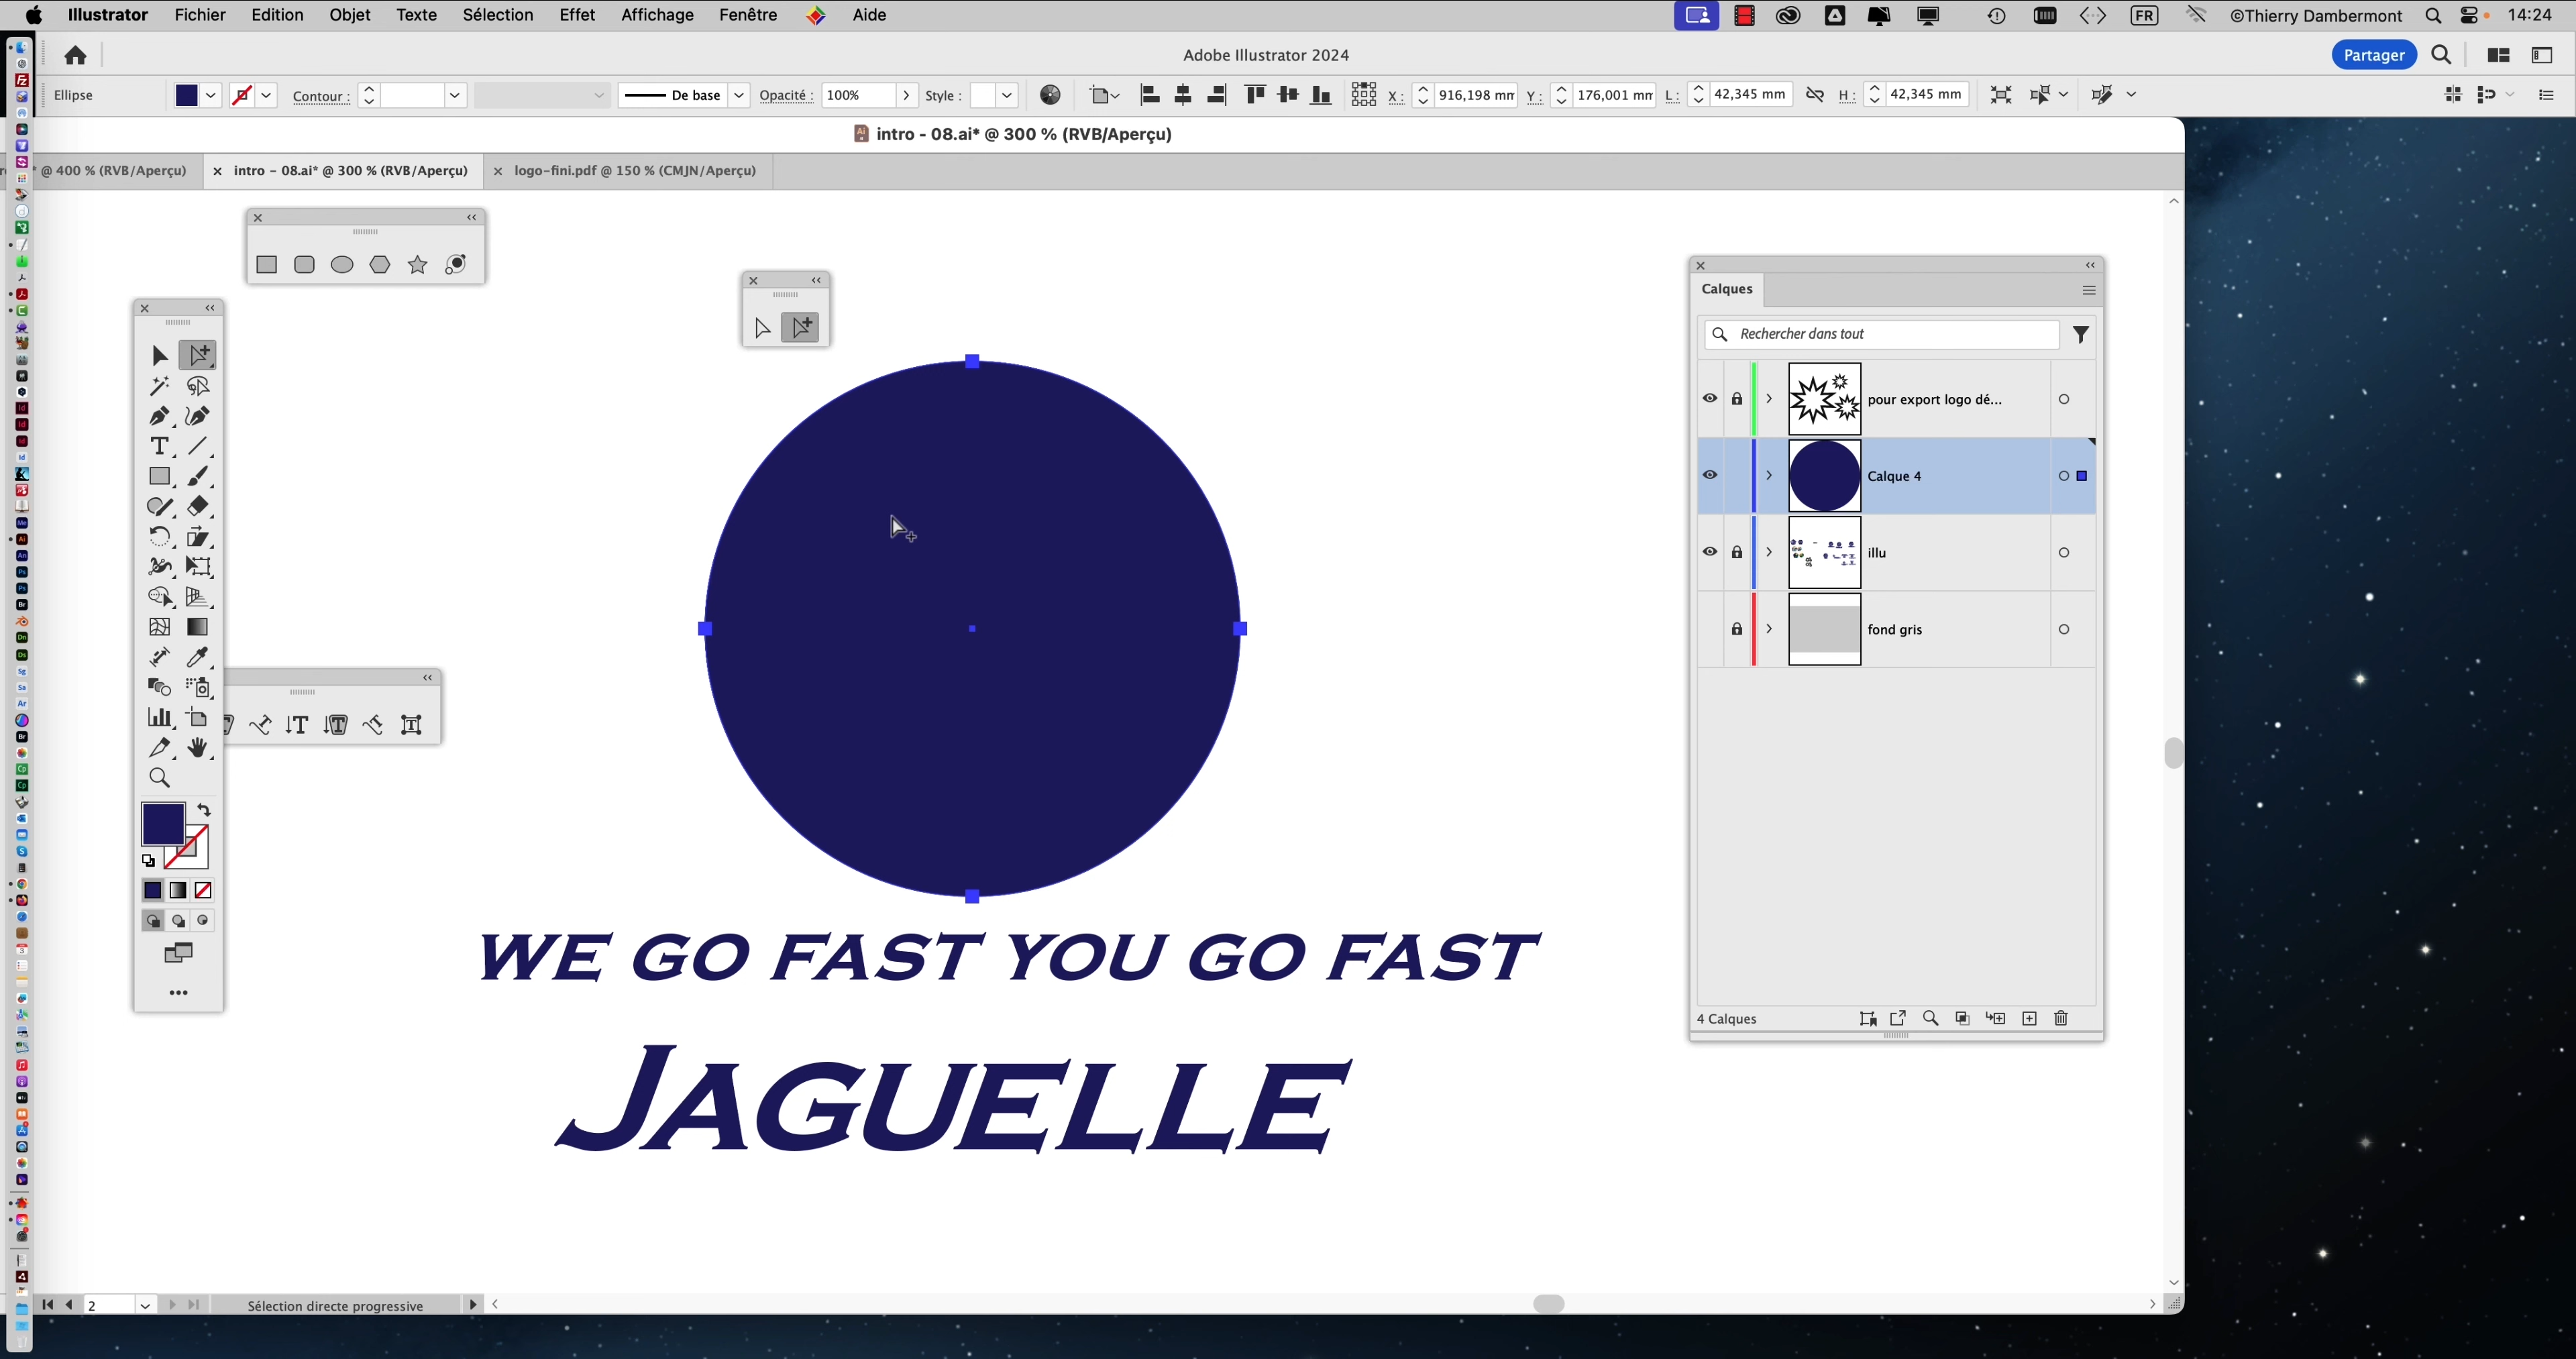 Illustrator Fichier Edition Objet Texte Sélection Effet Affichage Fenêtre Aide FR ©Thierry Dambermont 14:24
Adobe Illustrator 2024 Partager
Ellipse Contour : De base Opacité : 100% Style : X : 916,198 mm Y : 176,001 mm L : 42,345 mm H : 42,345 mm
intro - 08.ai* @ 300 % (RVB/Aperçu)
* @ 400 % (RVB/Aperçu) intro - 08.ai* @ 300 % (RVB/Aperçu) logo-fini.pdf @ 150 % (CMJN/Aperçu)
Calques
Rechercher dans tout
pour export logo dé...
Calque 4
illu
fond gris
WE GO FAST YOU GO FAST
JAGUELLE
4 Calques
2 Sélection directe progressive